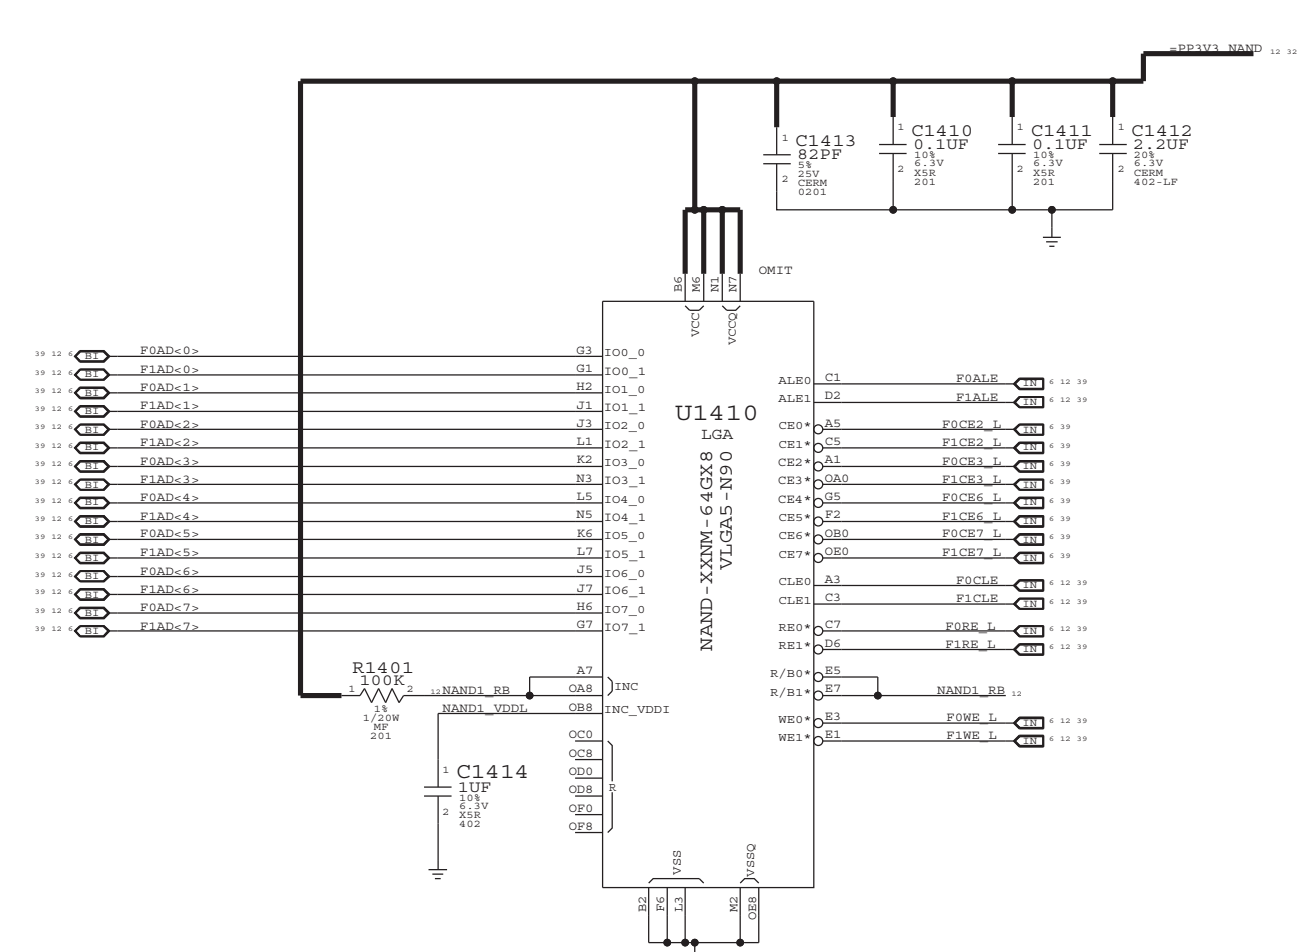 =PP3V3_NAND 12 32
1 C1413
82PF
5%
25V
2 CERM
0201
1 C1410
0.1UF
10%
6.3V
2 X5R
201
1 C1411
0.1UF
10%
6.3V
2 X5R
201
1 C1412
2.2UF
20%
6.3V
2 CERM
402-LF
OMIT
B6 M6 N1 N7
VCC VCCQ
39 12 6 BI F0AD<0> G3 IO0_0
39 12 6 BI F1AD<0> G1 IO0_1
39 12 6 BI F0AD<1> H2 IO1_0
39 12 6 BI F1AD<1> J1 IO1_1
39 12 6 BI F0AD<2> J3 IO2_0
39 12 6 BI F1AD<2> L1 IO2_1
39 12 6 BI F0AD<3> K2 IO3_0
39 12 6 BI F1AD<3> N3 IO3_1
39 12 6 BI F0AD<4> L5 IO4_0
39 12 6 BI F1AD<4> N5 IO4_1
39 12 6 BI F0AD<5> K6 IO5_0
39 12 6 BI F1AD<5> L7 IO5_1
39 12 6 BI F0AD<6> J5 IO6_0
39 12 6 BI F1AD<6> J7 IO6_1
39 12 6 BI F0AD<7> H6 IO7_0
39 12 6 BI F1AD<7> G7 IO7_1
U1410
LGA
NAND-XXNM-64GX8
VLGA5-N90
ALE0 C1 F0ALE IN 6 12 39
ALE1 D2 F1ALE IN 6 12 39
CE0* A5 F0CE2_L IN 6 39
CE1* C5 F1CE2_L IN 6 39
CE2* A1 F0CE3_L IN 6 39
CE3* OA0 F1CE3_L IN 6 39
CE4* G5 F0CE6_L IN 6 39
CE5* F2 F1CE6_L IN 6 39
CE6* OB0 F0CE7_L IN 6 39
CE7* OE0 F1CE7_L IN 6 39
CLE0 A3 F0CLE IN 6 12 39
CLE1 C3 F1CLE IN 6 12 39
RE0* C7 F0RE_L IN 6 12 39
RE1* D6 F1RE_L IN 6 12 39
R/B0* E5
R/B1* E7 NAND1_RB 12
WE0* E3 F0WE_L IN 6 12 39
WE1* E1 F1WE_L IN 6 12 39
R1401
100K
1 2
1%
1/20W
MF
201
A7
12 NAND1_RB OA8 INC
NAND1_VDDL OB8 INC_VDDI
OC0
OC8
OD0
OD8
OF0
OF8
R
1 C1414
1UF
10%
6.3V
2 X5R
402
VSS VSSQ
B2 F6 L3 M2 OE8